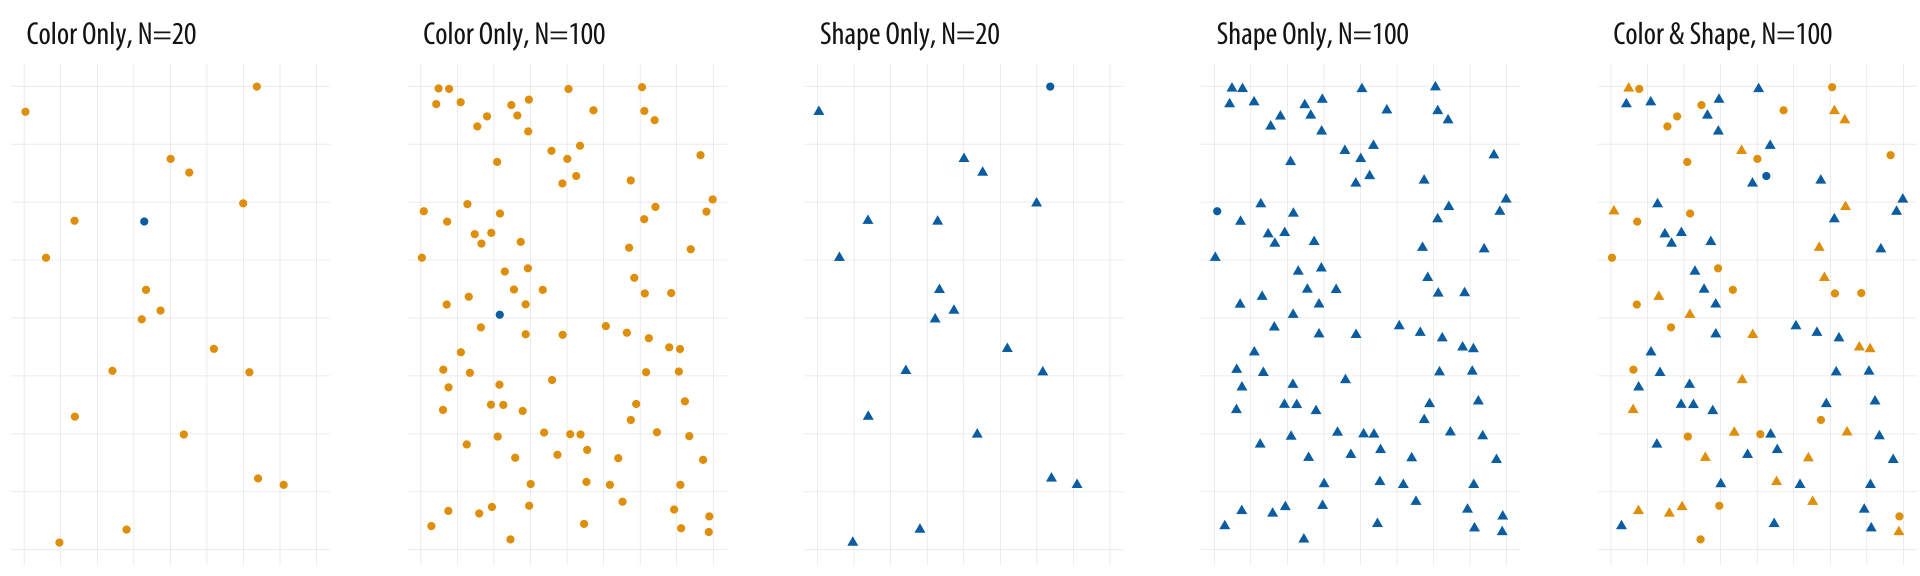 Color Only, N=20
Color Only, N=100
Shape Only, N=20
Shape Only, N=100
Color & Shape, N=100